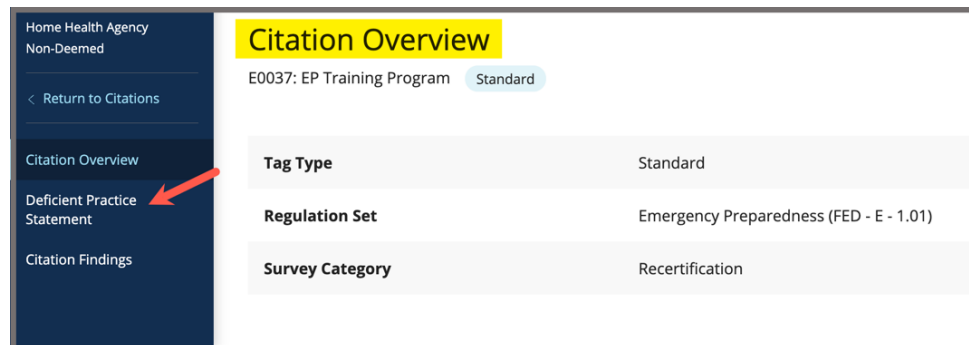 Home Health Agency
Non-Deemed
< Return to Citations
Citation Overview
Deficient Practice
Statement
Citation Findings
Citation Overview
E0037: EP Training Program Standard
Tag Type Standard
Regulation Set Emergency Preparedness (FED - E - 1.01)
Survey Category Recertification